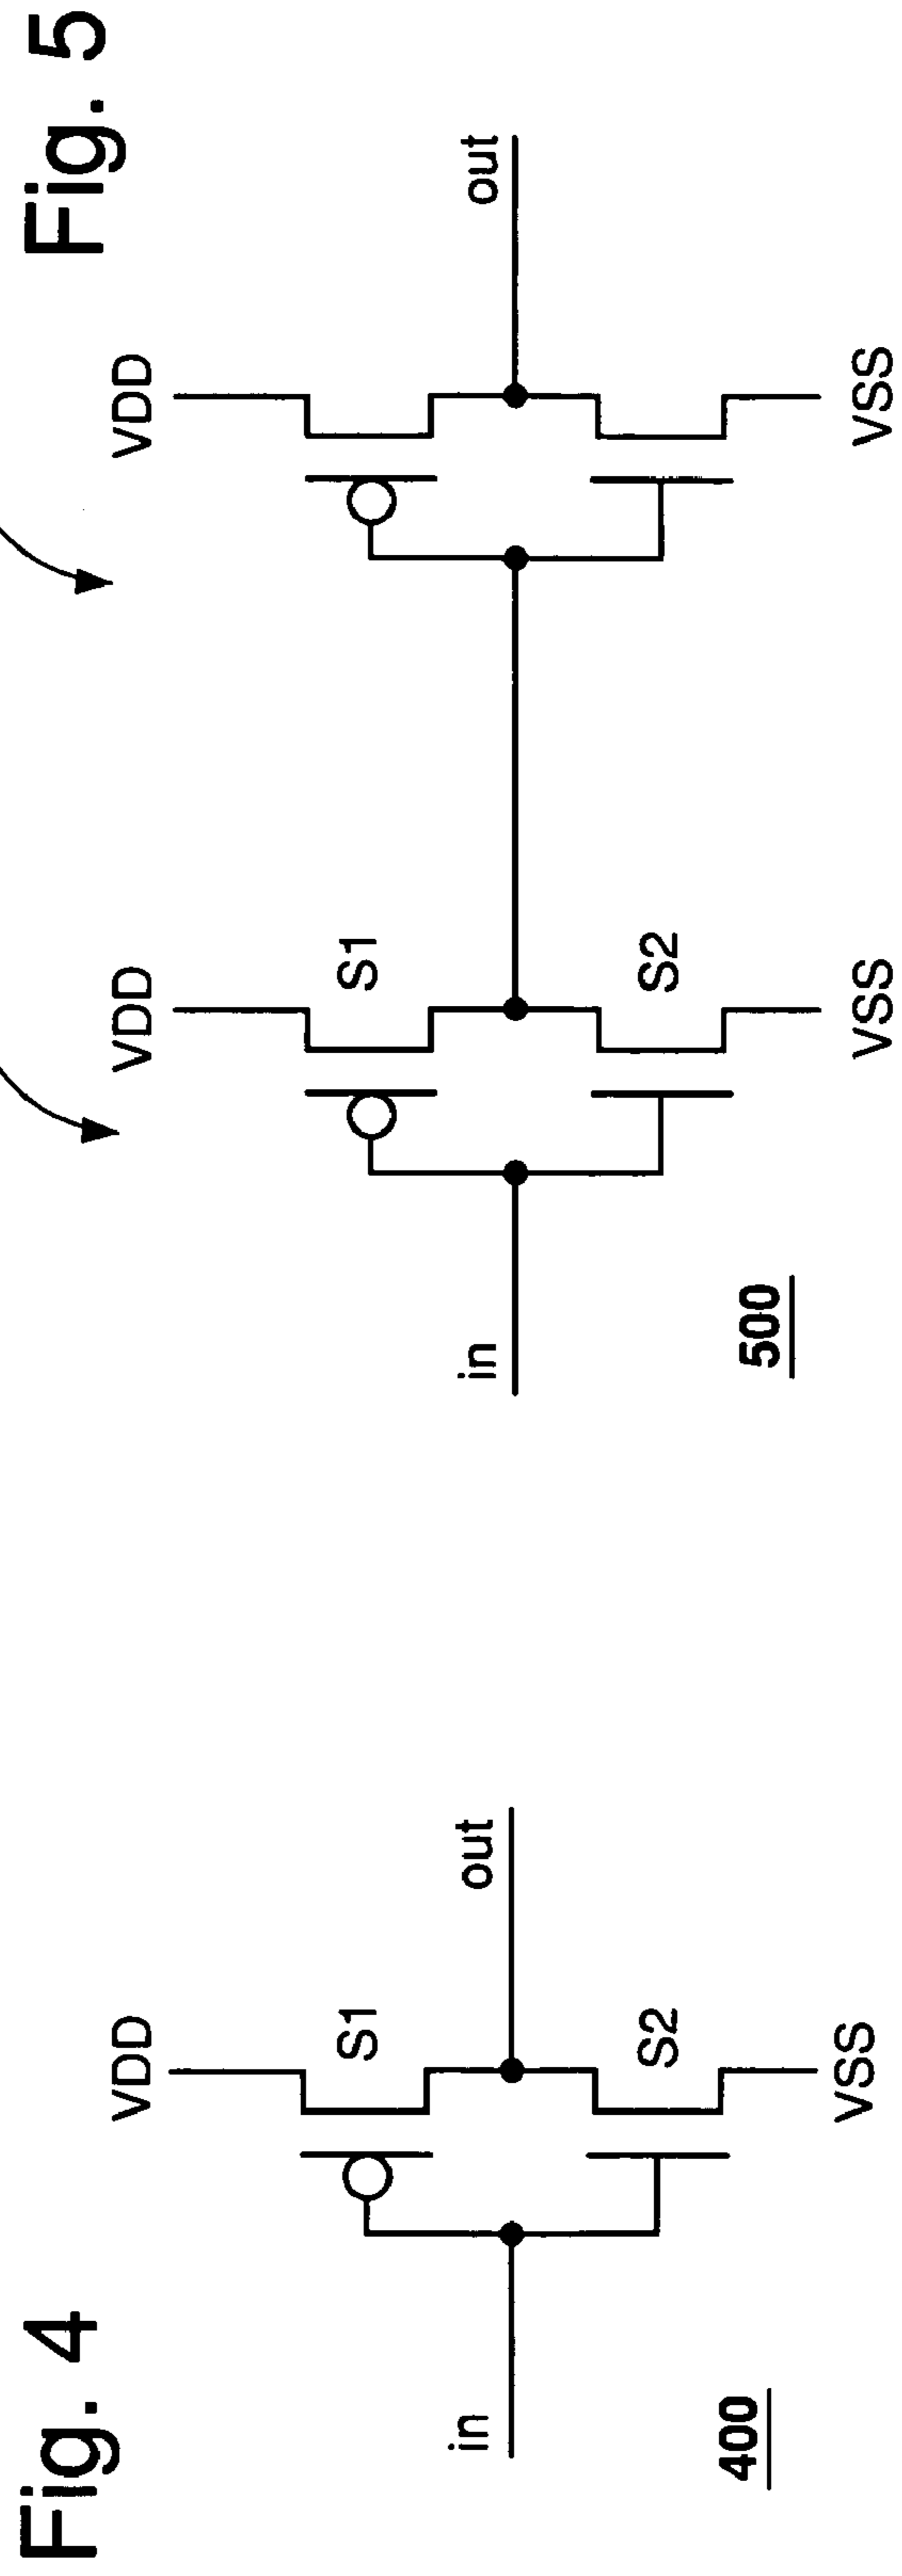 Fig. 4
VDD
S1
in
out
S2
VSS
400
Fig. 5
VDD
VDD
S1
in
out
S2
VSS
VSS
500